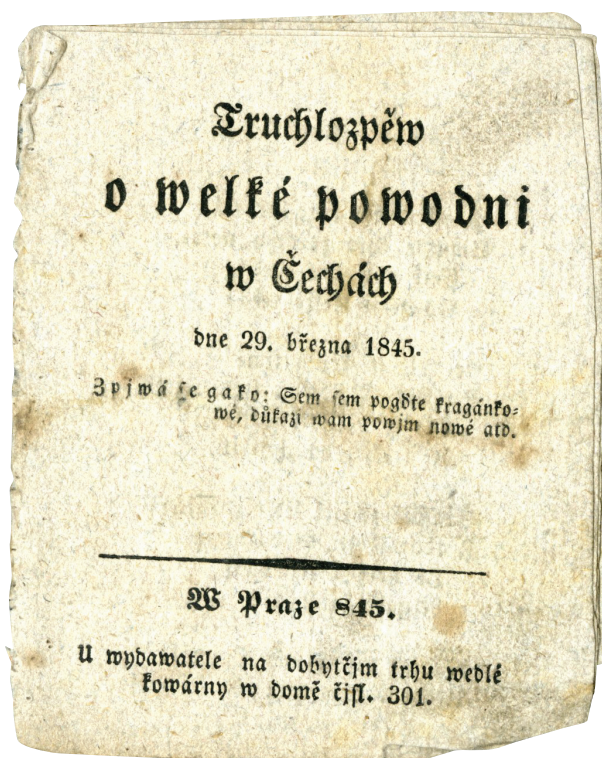 Truchlozpěw
o welké powodni
w Čechách
dne 29. března 1845.
Zpjwá se gako: Sem sem pogďte kragánko-
wé, důkazi wam powjm nowé atd.
W Praze 845.
U wydawatele na dobytčjm trhu wedlé
kowárny w domě čjsl. 301.